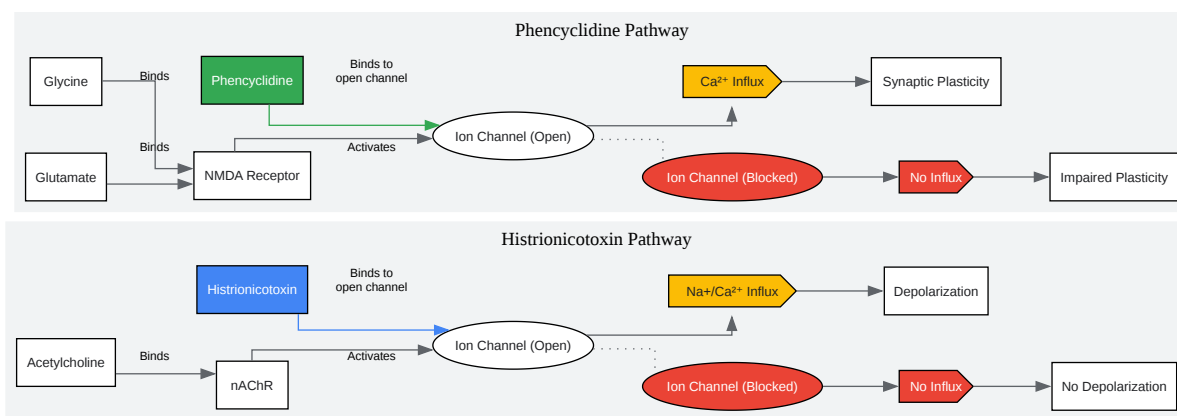 Phencyclidine Pathway
Glycine
Binds
Phencyclidine
Binds to
open channel
Ca²⁺ Influx
Synaptic Plasticity
Ion Channel (Open)
Glutamate
Binds
NMDA Receptor
Activates
Ion Channel (Blocked)
No Influx
Impaired Plasticity
Histrionicotoxin Pathway
Histrionicotoxin
Binds to
open channel
Na+/Ca²⁺ Influx
Depolarization
Ion Channel (Open)
Acetylcholine
Binds
nAChR
Activates
Ion Channel (Blocked)
No Influx
No Depolarization